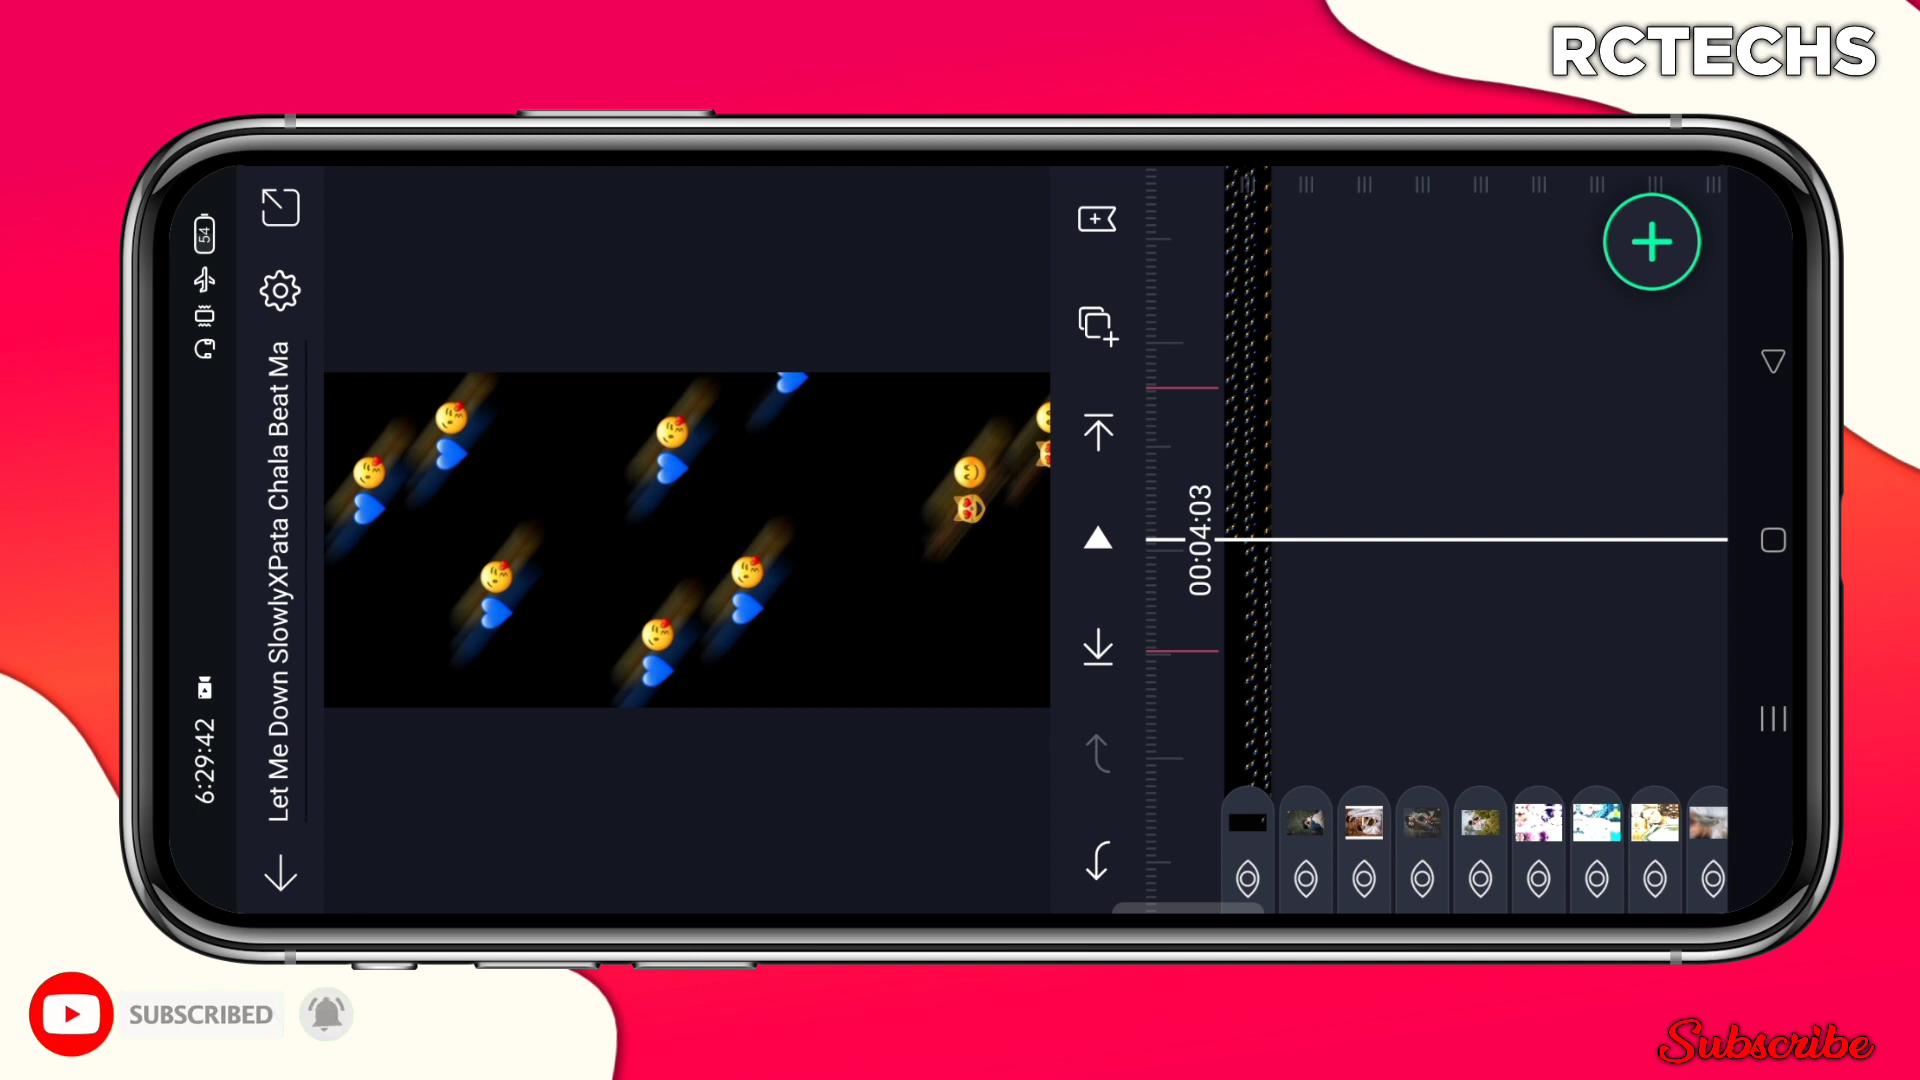 RCTECHS
54
6:29:42
Let Me Down SlowlyXPata Chala Beat Ma
00:04:03
SUBSCRIBED
Subscribe